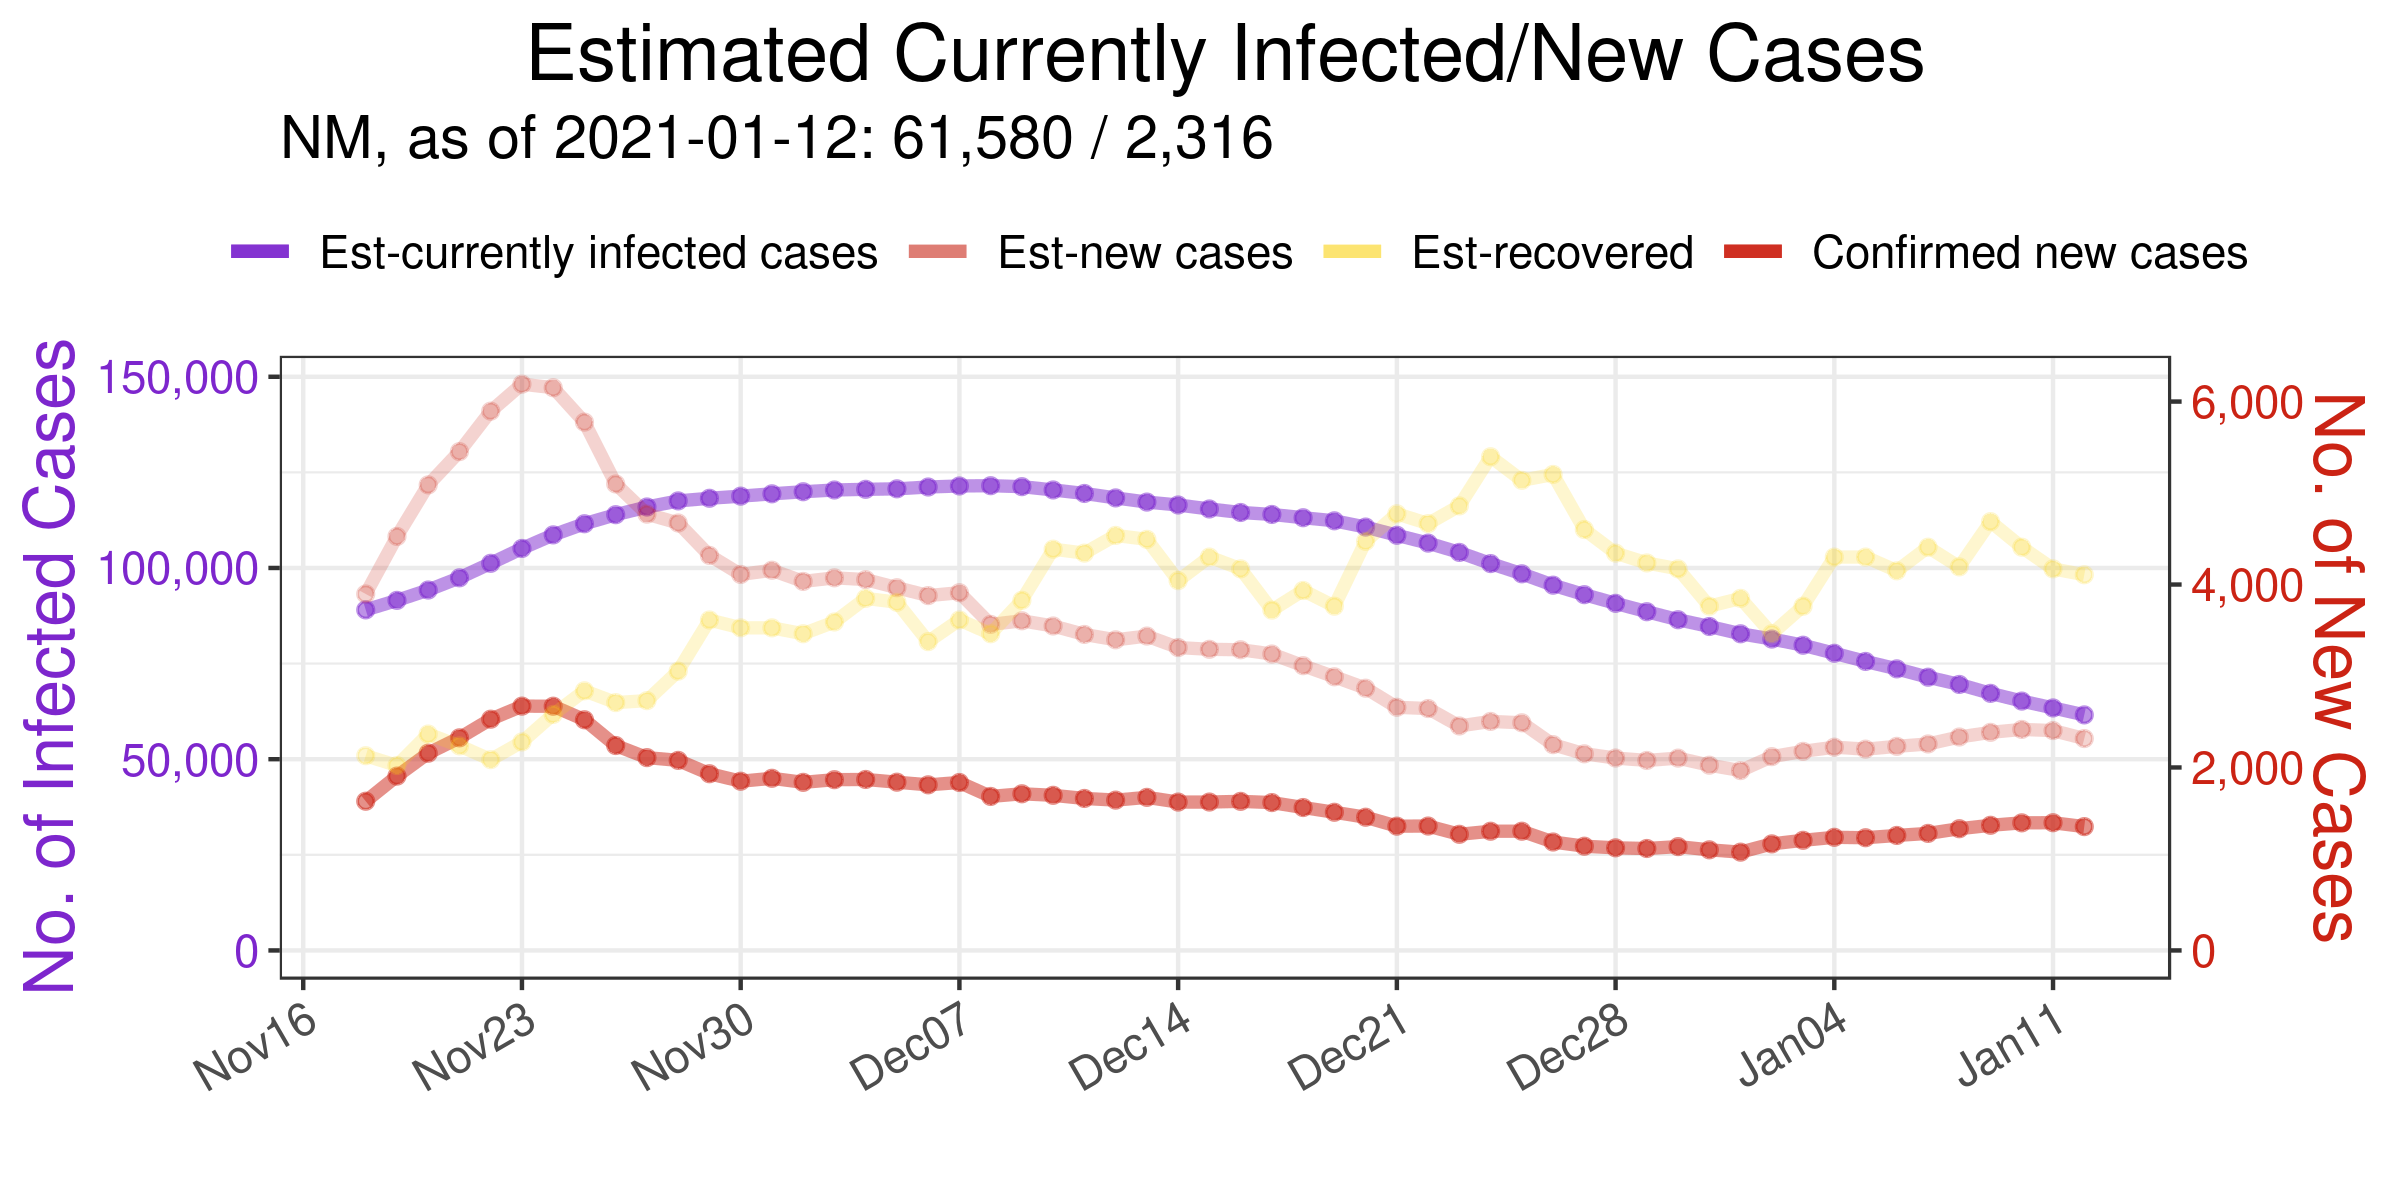 Estimated Currently Infected/New Cases
NM, as of 2021-01-12: 61,580 / 2,316
Est-currently infected cases Est-new cases Est-recovered Confirmed new cases
No. of Infected Cases
150,000
100,000
50,000
0
6,000
4,000
2,000
0
No. of New Cases
Nov16 Nov23 Nov30 Dec07 Dec14 Dec21 Dec28 Jan04 Jan11